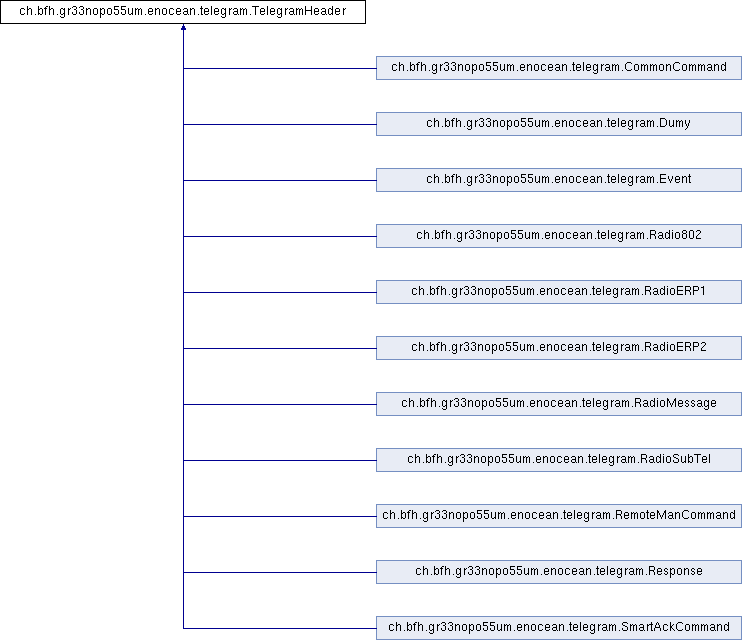 ch.bfh.gr33nopo55um.enocean.telegram.TelegramHeader
ch.bfh.gr33nopo55um.enocean.telegram.CommonCommand
ch.bfh.gr33nopo55um.enocean.telegram.Dumy
ch.bfh.gr33nopo55um.enocean.telegram.Event
ch.bfh.gr33nopo55um.enocean.telegram.Radio802
ch.bfh.gr33nopo55um.enocean.telegram.RadioERP1
ch.bfh.gr33nopo55um.enocean.telegram.RadioERP2
ch.bfh.gr33nopo55um.enocean.telegram.RadioMessage
ch.bfh.gr33nopo55um.enocean.telegram.RadioSubTel
ch.bfh.gr33nopo55um.enocean.telegram.RemoteManCommand
ch.bfh.gr33nopo55um.enocean.telegram.Response
ch.bfh.gr33nopo55um.enocean.telegram.SmartAckCommand